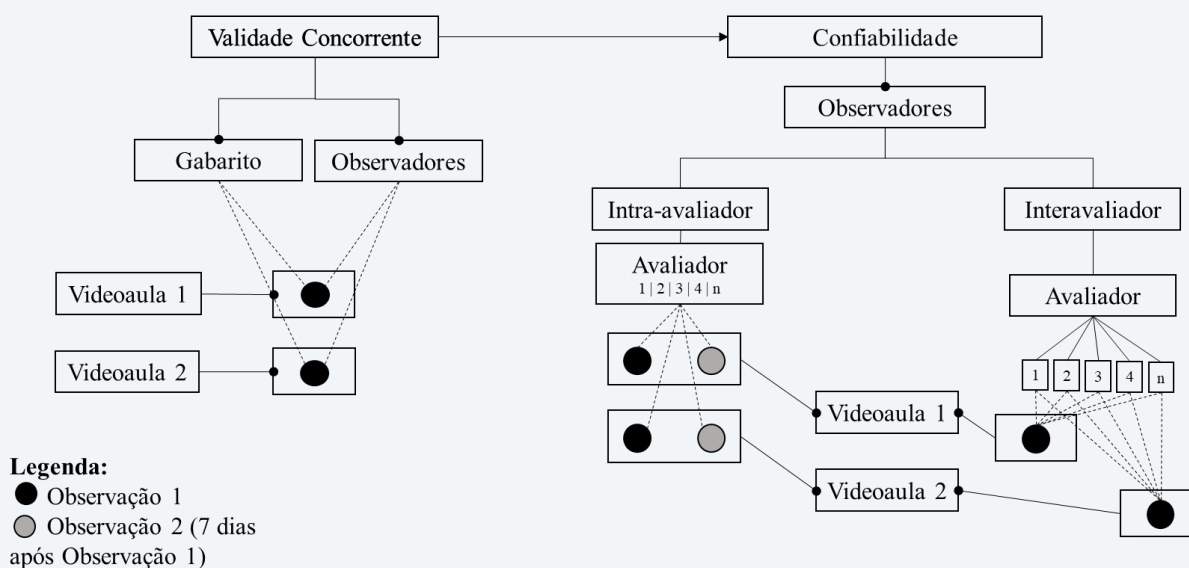 Validade Concorrente
Confiabilidade
Observadores
Gabarito
Observadores
Intra-avaliador
Interavaliador
Avaliador
1 | 2 | 3 | 4 | n
Avaliador
1
2
3
4
n
Videoaula 1
Videoaula 2
Videoaula 1
Videoaula 2
Legenda:
Observação 1
Observação 2 (7 dias
após Observação 1)